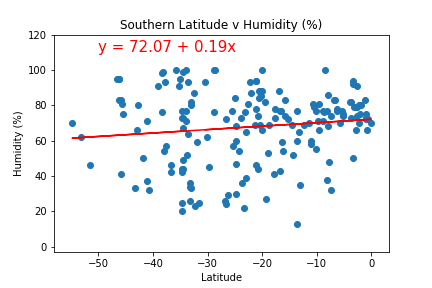 Southern Latitude v Humidity (%)
y = 72.07 + 0.19x
120
100
80
60
40
20
0
Humidity (%)
−50 −40 −30 −20 −10 0
Latitude